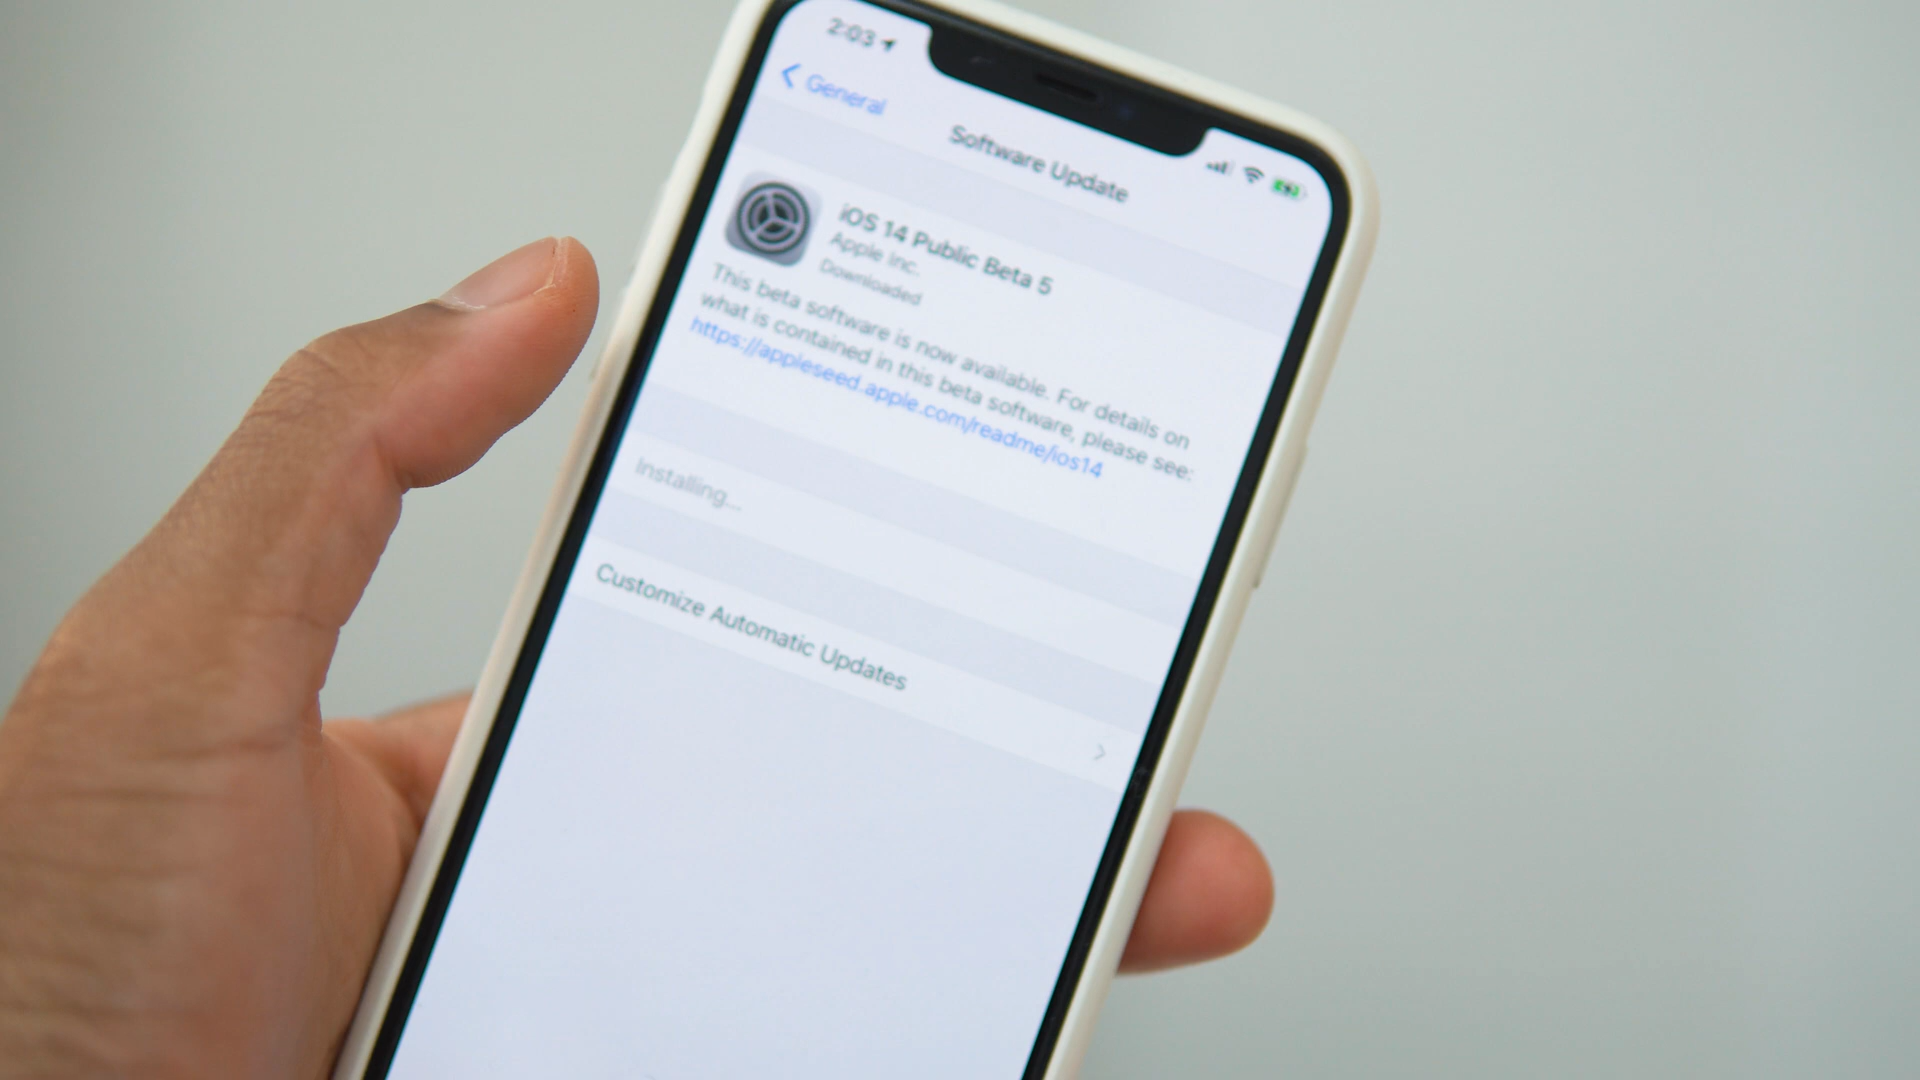 2:03
General
Software Update
iOS 14 Public Beta 5
Apple Inc.
Downloaded
This beta software is now available. For details on
what is contained in this beta software, please see:
https://appleseed.apple.com/readme/ios14
Installing...
Customize Automatic Updates